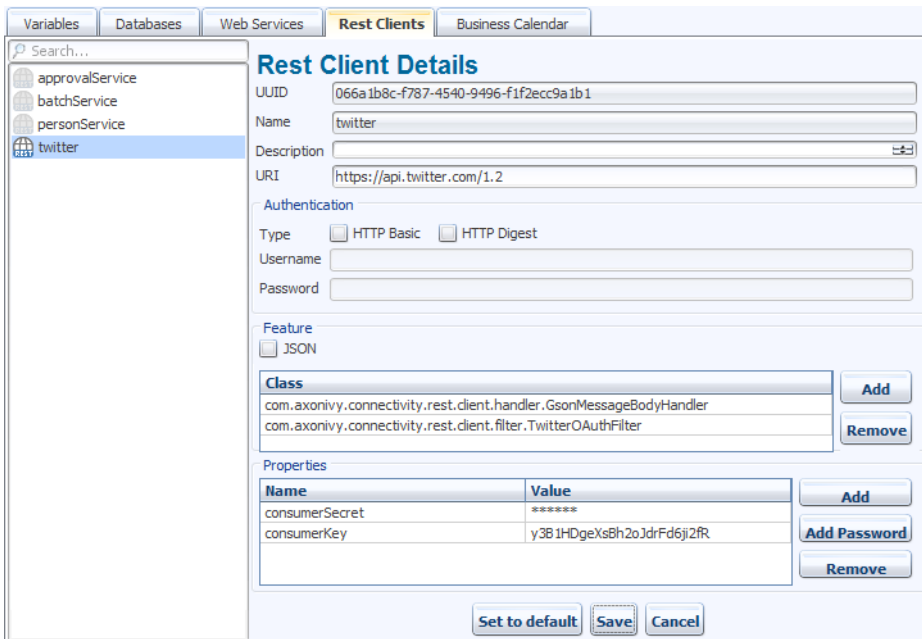 Variables Databases Web Services Rest Clients Business Calendar
Search...
approvalService
batchService
personService
REST twitter
Rest Client Details
UUID 066a1b8c-f787-4540-9496-f1f2ecc9a1b1
Name twitter
Description
URI https://api.twitter.com/1.2
Authentication
Type HTTP Basic HTTP Digest
Username
Password
Feature
JSON
Class
com.axonivy.connectivity.rest.client.handler.GsonMessageBodyHandler
com.axonivy.connectivity.rest.client.filter.TwitterOAuthFilter
Add
Remove
Properties
Name Value
consumerSecret ******
consumerKey y3B1HDgeXsBh2oJdrFd6ji2fR
Add
Add Password
Remove
Set to default Save Cancel